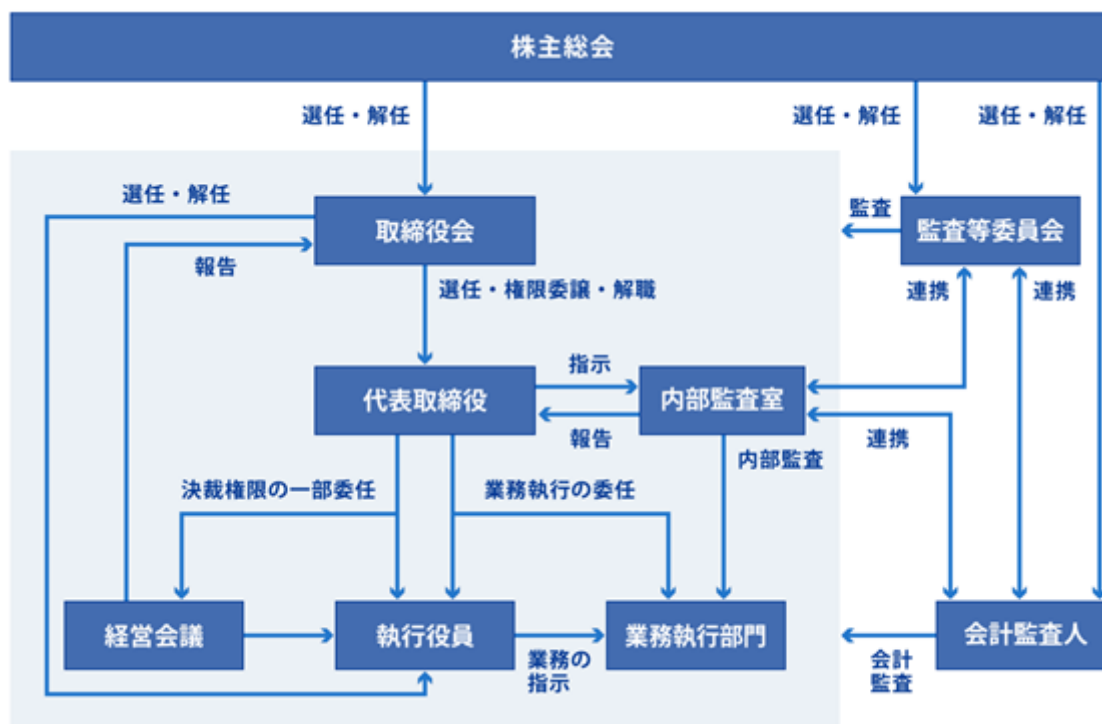 株主総会
選任・解任
選任・解任
選任・解任
選任・解任
取締役会
監査
監査等委員会
報告
選任・権限委譲・解職
連携
連携
代表取締役
指示
内部監査室
報告
連携
内部監査
決裁権限の一部委任
業務執行の委任
経営会議
執行役員
業務執行部門
会計監査人
業務の
指示
会計
監査